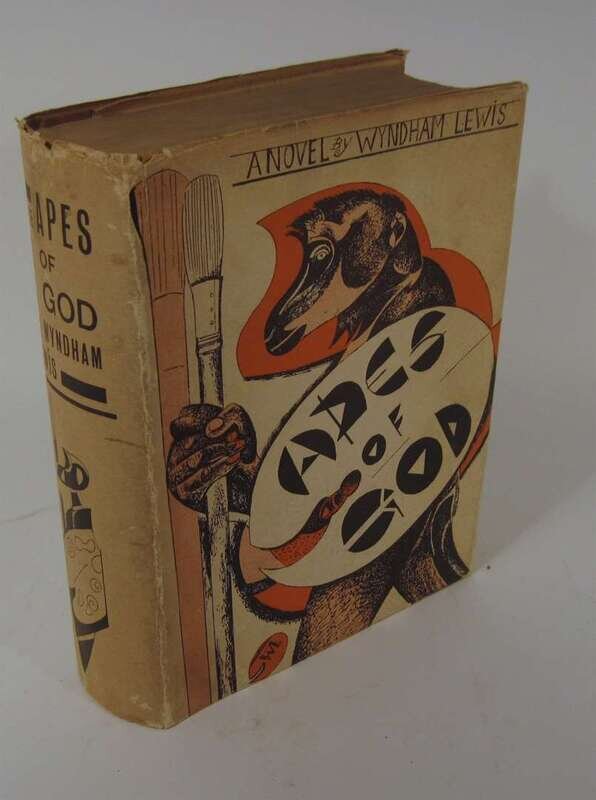 APES
OF
GOD
WYNDHAM
A NOVEL by WYNDHAM LEWIS
APES
OF
GOD